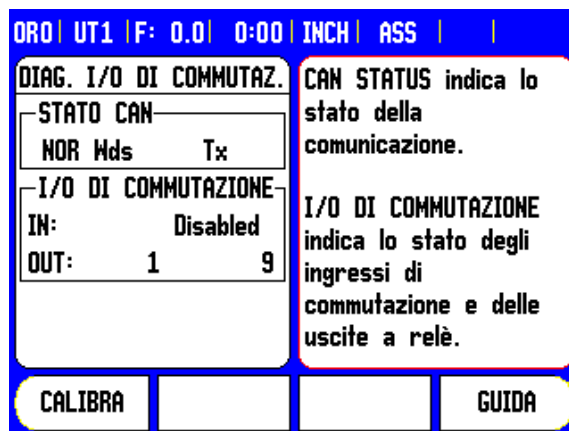 ORO| UT1 |F: 0.0| 0:00| INCH| ASS | |
DIAG. I/O DI COMMUTAZ.
STATO CAN
NOR Wds Tx
I/O DI COMMUTAZIONE
IN: Disabled
OUT: 1 9
CAN STATUS indica lo
stato della
comunicazione.
I/O DI COMMUTAZIONE
indica lo stato degli
ingressi di
commutazione e delle
uscite a relè.
CALIBRA
GUIDA